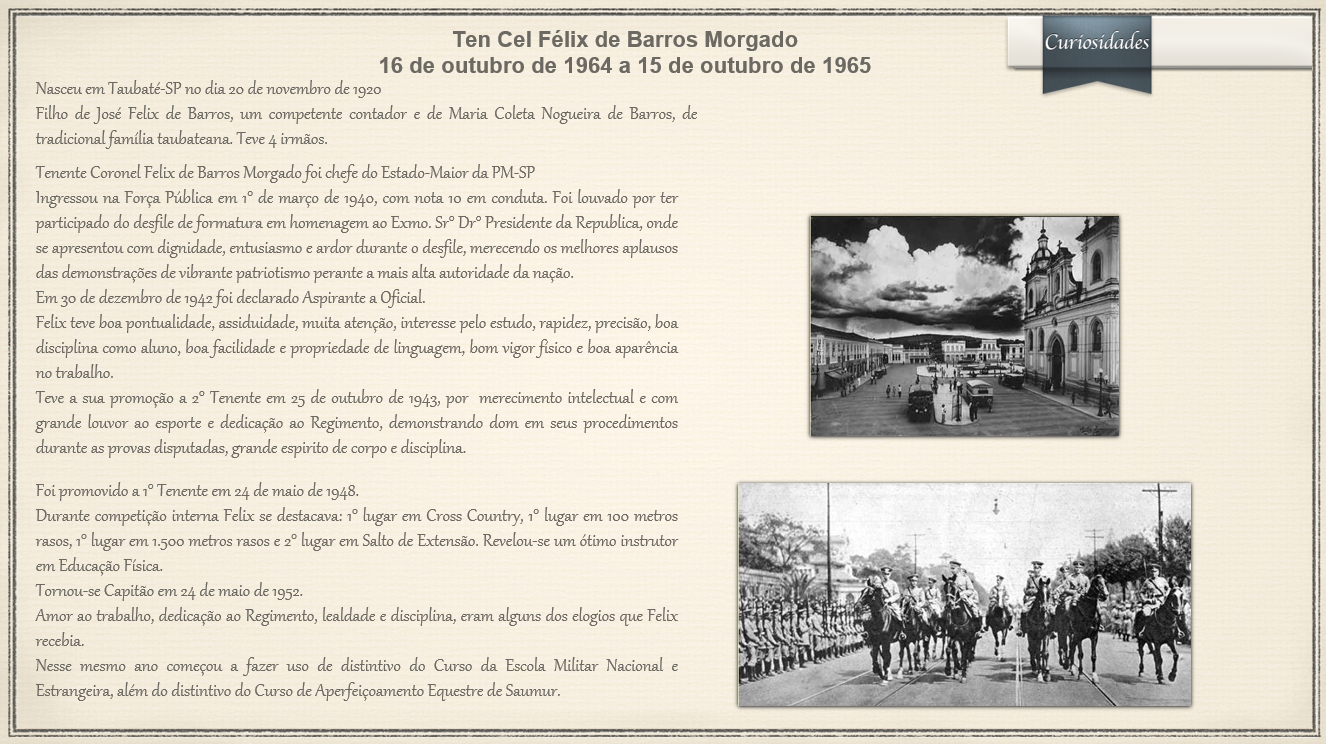 Ten Cel Félix de Barros Morgado
16 de outubro de 1964 a 15 de outubro de 1965
Curiosidades
Nasceu em Taubaté-SP no dia 20 de novembro de 1920
Filho de José Felix de Barros, um competente contador e de Maria Coleta Nogueira de Barros, de
tradicional família taubateana. Teve 4 irmãos.
Tenente Coronel Felix de Barros Morgado foi chefe do Estado-Maior da PM-SP
Ingressou na Força Pública em 1° de março de 1940, com nota 10 em conduta. Foi louvado por ter
participado do desfile de formatura em homenagem ao Exmo. Sr° Dr° Presidente da Republica, onde
se apresentou com dignidade, entusiasmo e ardor durante o desfile, merecendo os melhores aplausos
das demonstrações de vibrante patriotismo perante a mais alta autoridade da nação.
Em 30 de dezembro de 1942 foi declarado Aspirante a Oficial.
Felix teve boa pontualidade, assiduidade, muita atenção, interesse pelo estudo, rapidez, precisão, boa
disciplina como aluno, boa facilidade e propriedade de linguagem, bom vigor físico e boa aparência
no trabalho.
Teve a sua promoção a 2° Tenente em 25 de outubro de 1943, por merecimento intelectual e com
grande louvor ao esporte e dedicação ao Regimento, demonstrando dom em seus procedimentos
durante as provas disputadas, grande espirito de corpo e disciplina.
Foi promovido a 1° Tenente em 24 de maio de 1948.
Durante competição interna Felix se destacava: 1° lugar em Cross Country, 1° lugar em 100 metros
rasos, 1° lugar em 1.500 metros rasos e 2° lugar em Salto de Extensão. Revelou-se um ótimo instrutor
em Educação Física.
Tornou-se Capitão em 24 de maio de 1952.
Amor ao trabalho, dedicação ao Regimento, lealdade e disciplina, eram alguns dos elogios que Felix
recebia.
Nesse mesmo ano começou a fazer uso de distintivo do Curso da Escola Militar Nacional e
Estrangeira, além do distintivo do Curso de Aperfeiçoamento Equestre de Saumur.